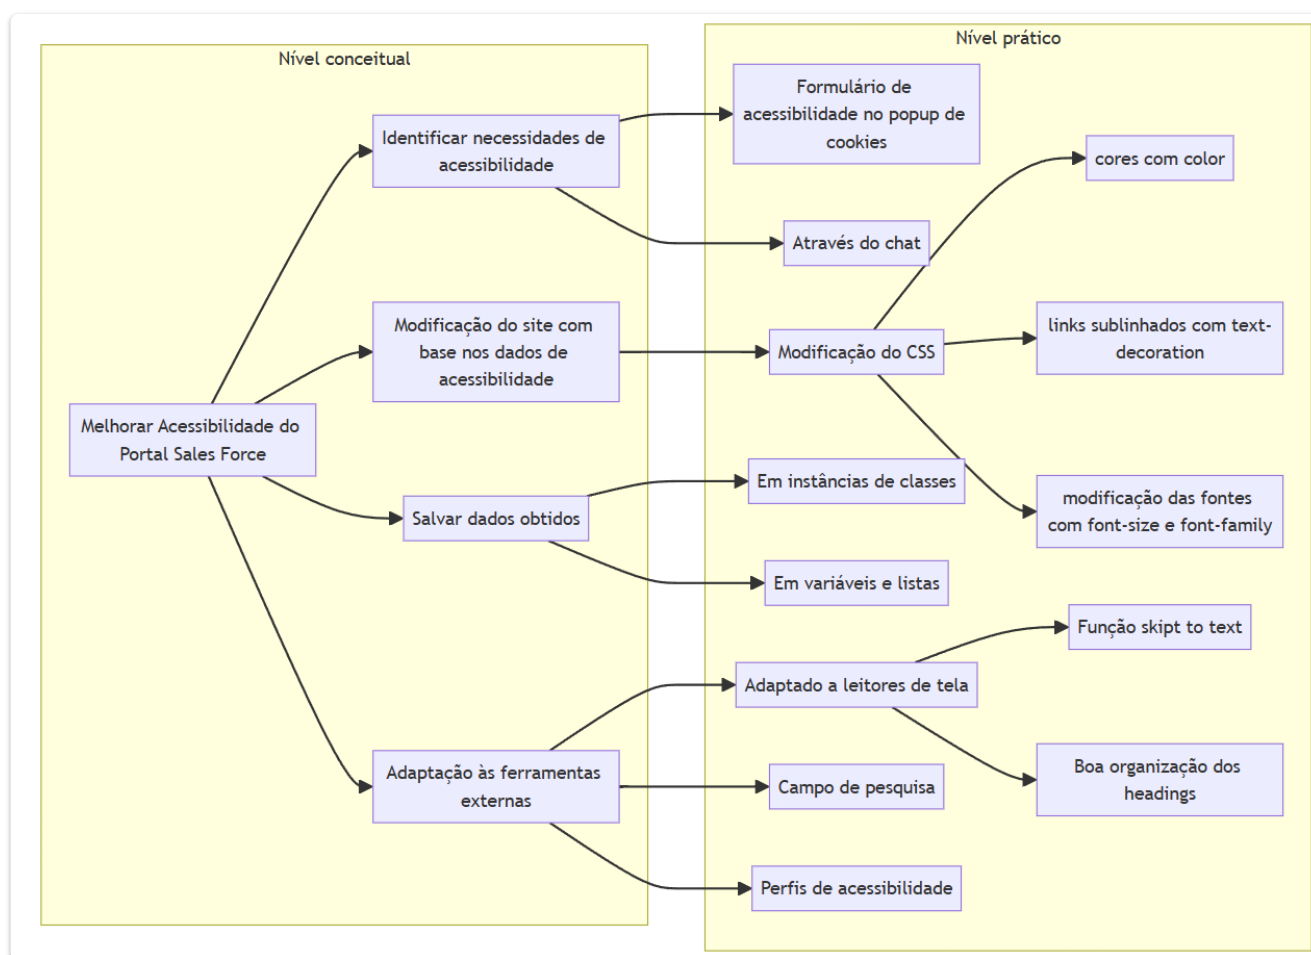 Nível conceitual
Melhorar Acessibilidade do
Portal Sales Force
Identificar necessidades de
acessibilidade
Modificação do site com
base nos dados de
acessibilidade
Salvar dados obtidos
Adaptação às ferramentas
externas
Nível prático
Formulário de
acessibilidade no popup de
cookies
Através do chat
Modificação do CSS
cores com color
links sublinhados com text-
decoration
modificação das fontes
com font-size e font-family
Em instâncias de classes
Em variáveis e listas
Adaptado a leitores de tela
Função skipt to text
Boa organização dos
headings
Campo de pesquisa
Perfis de acessibilidade